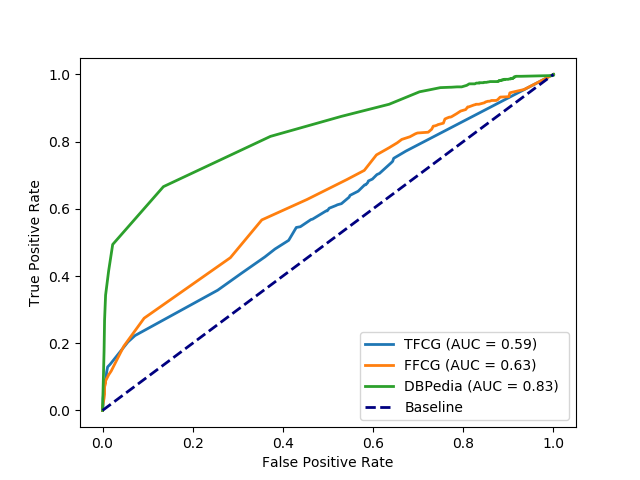 1.0
0.8
0.6
0.4
0.2
0.0
True Positive Rate
TFCG (AUC = 0.59)
FFCG (AUC = 0.63)
DBPedia (AUC = 0.83)
Baseline
0.0 0.2 0.4 0.6 0.8 1.0
False Positive Rate